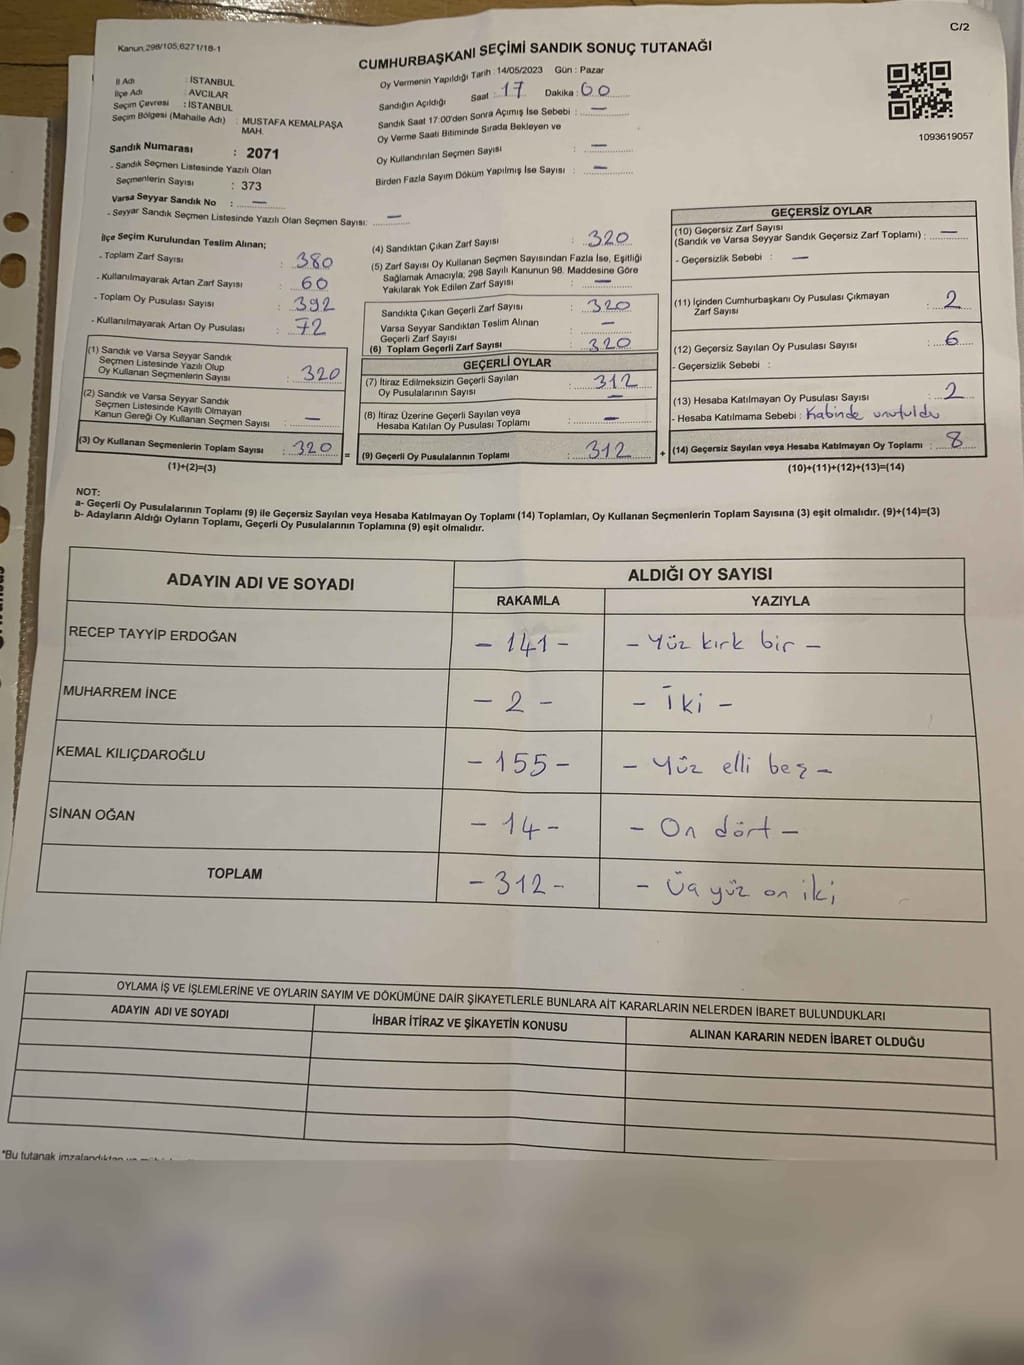 C/2
Kanun 298/105,6271/18-1
CUMHURBAŞKANI SEÇİMİ SANDIK SONUÇ TUTANAĞI
İl Adı : İSTANBUL
İlçe Adı : AVCILAR
Seçim Çevresi : İSTANBUL
Seçim Bölgesi (Mahalle Adı) : MUSTAFA KEMALPAŞA
MAH.
Sandık Numarası : 2071
- Sandık Seçmen Listesinde Yazılı Olan
Seçmenlerin Sayısı : 373
Varsa Seyyar Sandık No : —
- Seyyar Sandık Seçmen Listesinde Yazılı Olan Seçmen Sayısı: —
Oy Vermenin Yapıldığı Tarih : 14/05/2023 Gün : Pazar
Sandığın Açıldığı Saat : 17 Dakika : 00
Sandık Saat 17:00'den Sonra Açımış İse Sebebi : —
Oy Verme Saati Bitiminde Sırada Bekleyen ve
Oy Kullandırılan Seçmen Sayısı : —
Birden Fazla Sayım Döküm Yapılmış İse Sayısı : —
1093619057
İlçe Seçim Kurulundan Teslim Alınan;
- Toplam Zarf Sayısı : 380
- Kullanılmayarak Artan Zarf Sayısı : 60
- Toplam Oy Pusulası Sayısı : 392
- Kullanılmayarak Artan Oy Pusulası : 72
(1) Sandık ve Varsa Seyyar Sandık
Seçmen Listesinde Yazılı Olup
Oy Kullanan Seçmenlerin Sayısı : 320
(2) Sandık ve Varsa Seyyar Sandık
Seçmen Listesinde Kayıtlı Olmayan
Kanun Gereği Oy Kullanan Seçmen Sayısı : —
(3) Oy Kullanan Seçmenlerin Toplam Sayısı : 320 =
(1)+(2)=(3)
(4) Sandıktan Çıkan Zarf Sayısı : 320
(5) Zarf Sayısı Oy Kullanan Seçmen Sayısından Fazla İse, Eşitliği
Sağlamak Amacıyla, 298 Sayılı Kanunun 98. Maddesine Göre
Yakılarak Yok Edilen Zarf Sayısı : —
Sandıkta Çıkan Geçerli Zarf Sayısı : 320
Varsa Seyyar Sandıktan Teslim Alınan
Geçerli Zarf Sayısı : —
(6) Toplam Geçerli Zarf Sayısı : 320
GEÇERLİ OYLAR
(7) İtiraz Edilmeksizin Geçerli Sayılan
Oy Pusulalarının Sayısı : 312
(8) İtiraz Üzerine Geçerli Sayılan veya
Hesaba Katılan Oy Pusulası Toplamı : —
(9) Geçerli Oy Pusulalarının Toplamı : 312 +
GEÇERSİZ OYLAR
(10) Geçersiz Zarf Sayısı
(Sandık ve Varsa Seyyar Sandık Geçersiz Zarf Toplamı) : —
- Geçersizlik Sebebi : —
(11) İçinden Cumhurbaşkanı Oy Pusulası Çıkmayan
Zarf Sayısı : 2
(12) Geçersiz Sayılan Oy Pusulası Sayısı : 6
- Geçersizlik Sebebi :
(13) Hesaba Katılmayan Oy Pusulası Sayısı : 2
- Hesaba Katılmama Sebebi : Kabinde unutuldu
(14) Geçersiz Sayılan veya Hesaba Katılmayan Oy Toplamı : 8
(10)+(11)+(12)+(13)=(14)
NOT:
a- Geçerli Oy Pusulalarının Toplamı (9) ile Geçersiz Sayılan veya Hesaba Katılmayan Oy Toplamı (14) Toplamları, Oy Kullanan Seçmenlerin Toplam Sayısına (3) eşit olmalıdır. (9)+(14)=(3)
b- Adayların Aldığı Oyların Toplamı, Geçerli Oy Pusulalarının Toplamına (9) eşit olmalıdır.
ADAYIN ADI VE SOYADI
ALDIĞI OY SAYISI
RAKAMLA YAZIYLA
RECEP TAYYİP ERDOĞAN - 141 - - Yüz kırk bir -
MUHARREM İNCE - 2 - - İki -
KEMAL KILIÇDAROĞLU - 155 - - Yüz elli beş -
SİNAN OĞAN - 14 - - On dört -
TOPLAM - 312 - - Üç yüz on iki
OYLAMA İŞ VE İŞLEMLERİNE VE OYLARIN SAYIM VE DÖKÜMÜNE DAİR ŞİKAYETLERLE BUNLARA AİT KARARLARIN NELERDEN İBARET BULUNDUKLARI
ADAYIN ADI VE SOYADI İHBAR İTİRAZ VE ŞİKAYETİN KONUSU ALINAN KARARIN NEDEN İBARET OLDUĞU
*Bu tutanak imzalandıktan